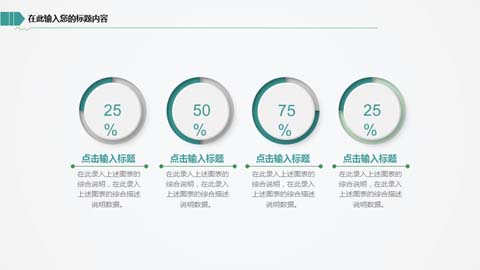 在此输入您的标题内容
25
%
50
%
75
%
25
%
点击输入标题
点击输入标题
点击输入标题
点击输入标题
在此录入上述图表的
综合说明，在此录入
上述图表的综合描述
说明数据。
在此录入上述图表的
综合说明，在此录入
上述图表的综合描述
说明数据。
在此录入上述图表的
综合说明，在此录入
上述图表的综合描述
说明数据。
在此录入上述图表的
综合说明，在此录入
上述图表的综合描述
说明数据。